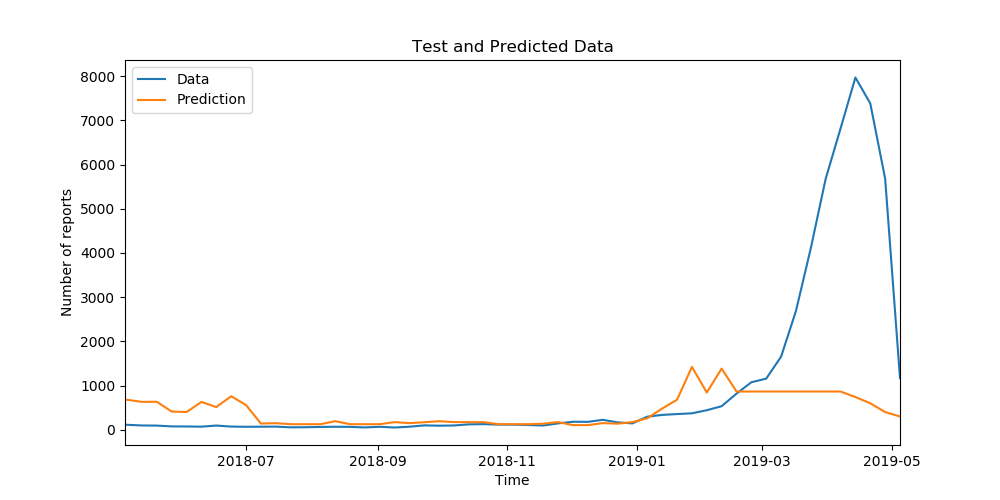 Test and Predicted Data
Data
Prediction
8000
7000
6000
5000
4000
3000
2000
1000
0
Number of reports
2018-07 2018-09 2018-11 2019-01 2019-03 2019-05
Time